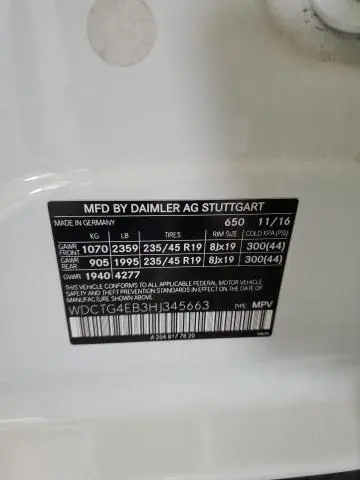 MFD BY DAIMLER AG STUTTGART
MADE IN GERMANY 650 11/16
KG LB TIRES RIM SIZE COLD KPA (PSI)
GAWR FRONT 1070 2359 235/45 R19 8Jx19 300(44)
GAWR REAR 905 1995 235/45 R19 8Jx19 300(44)
GVWR 1940 4277
THIS VEHICLE CONFORMS TO ALL APPLICABLE FEDERAL MOTOR VEHICLE SAFETY, BUMPER, AND THEFT PREVENTION STANDARDS IN EFFECT ON THE DATE OF MANUFACTURE SHOWN ABOVE.
WDCTG4EB3HJ345663 TYPE: MPV
A 204 817 78 20